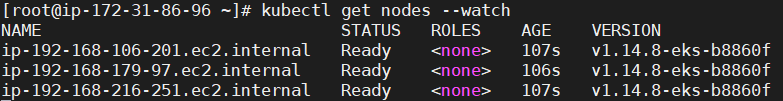 [root@ip-172-31-86-96 ~]# kubectl get nodes --watch
NAME STATUS ROLES AGE VERSION
ip-192-168-106-201.ec2.internal Ready <none> 107s v1.14.8-eks-b8860f
ip-192-168-179-97.ec2.internal Ready <none> 106s v1.14.8-eks-b8860f
ip-192-168-216-251.ec2.internal Ready <none> 107s v1.14.8-eks-b8860f